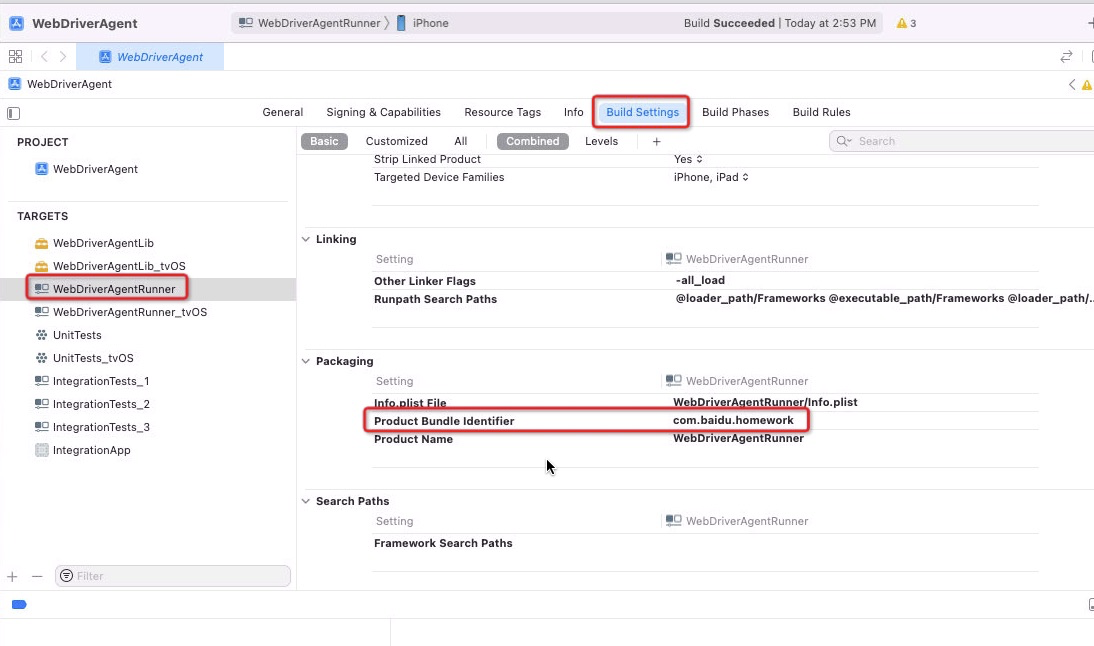 WebDriverAgent
WebDriverAgentRunner 〉 iPhone
Build Succeeded | Today at 2:53 PM
3
WebDriverAgent
WebDriverAgent
General Signing & Capabilities Resource Tags Info Build Settings Build Phases Build Rules
PROJECT
WebDriverAgent
TARGETS
WebDriverAgentLib
WebDriverAgentLib_tvOS
WebDriverAgentRunner
WebDriverAgentRunner_tvOS
UnitTests
UnitTests_tvOS
IntegrationTests_1
IntegrationTests_2
IntegrationTests_3
IntegrationApp
Filter
Basic Customized All Combined Levels + Search
Strip Linked Product Yes
Targeted Device Families iPhone, iPad
Linking
Setting WebDriverAgentRunner
Other Linker Flags -all_load
Runpath Search Paths @loader_path/Frameworks @executable_path/Frameworks @loader_path/...
Packaging
Setting WebDriverAgentRunner
Info.plist File WebDriverAgentRunner/Info.plist
Product Bundle Identifier com.baidu.homework
Product Name WebDriverAgentRunner
Search Paths
Setting WebDriverAgentRunner
Framework Search Paths